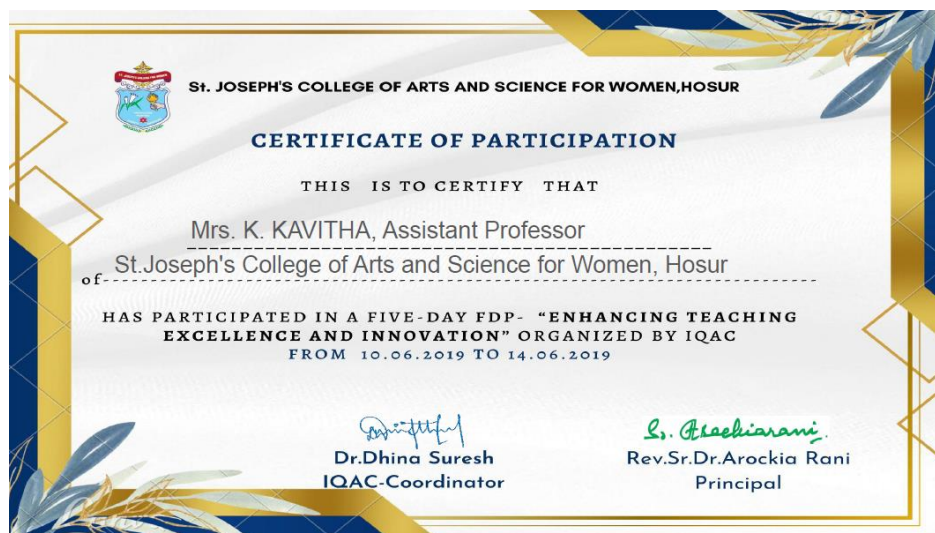 St. JOSEPH'S COLLEGE OF ARTS AND SCIENCE FOR WOMEN,HOSUR
CERTIFICATE OF PARTICIPATION
THIS IS TO CERTIFY THAT
Mrs. K. KAVITHA, Assistant Professor
of St.Joseph's College of Arts and Science for Women, Hosur
HAS PARTICIPATED IN A FIVE-DAY FDP- “ENHANCING TEACHING
EXCELLENCE AND INNOVATION” ORGANIZED BY IQAC
FROM 10.06.2019 TO 14.06.2019
Dr.Dhina Suresh
IQAC-Coordinator
Sr. Arockiarani.
Rev.Sr.Dr.Arockia Rani
Principal